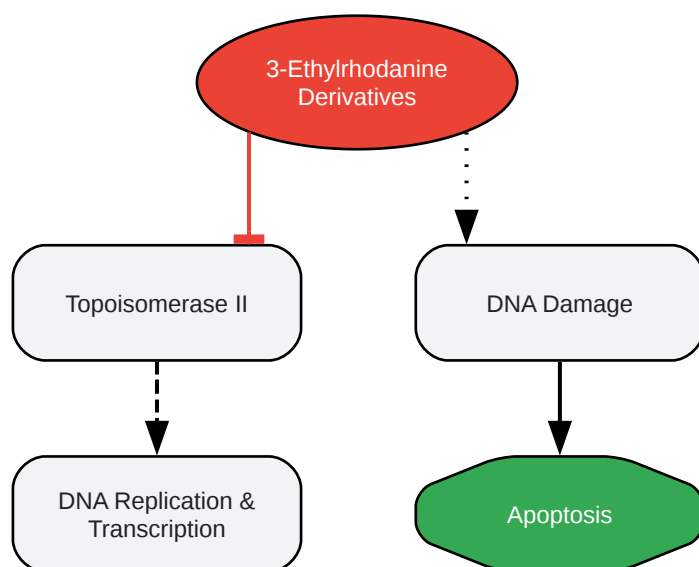 3-Ethylrhodanine
Derivatives
Topoisomerase II
DNA Damage
DNA Replication &
Transcription
Apoptosis